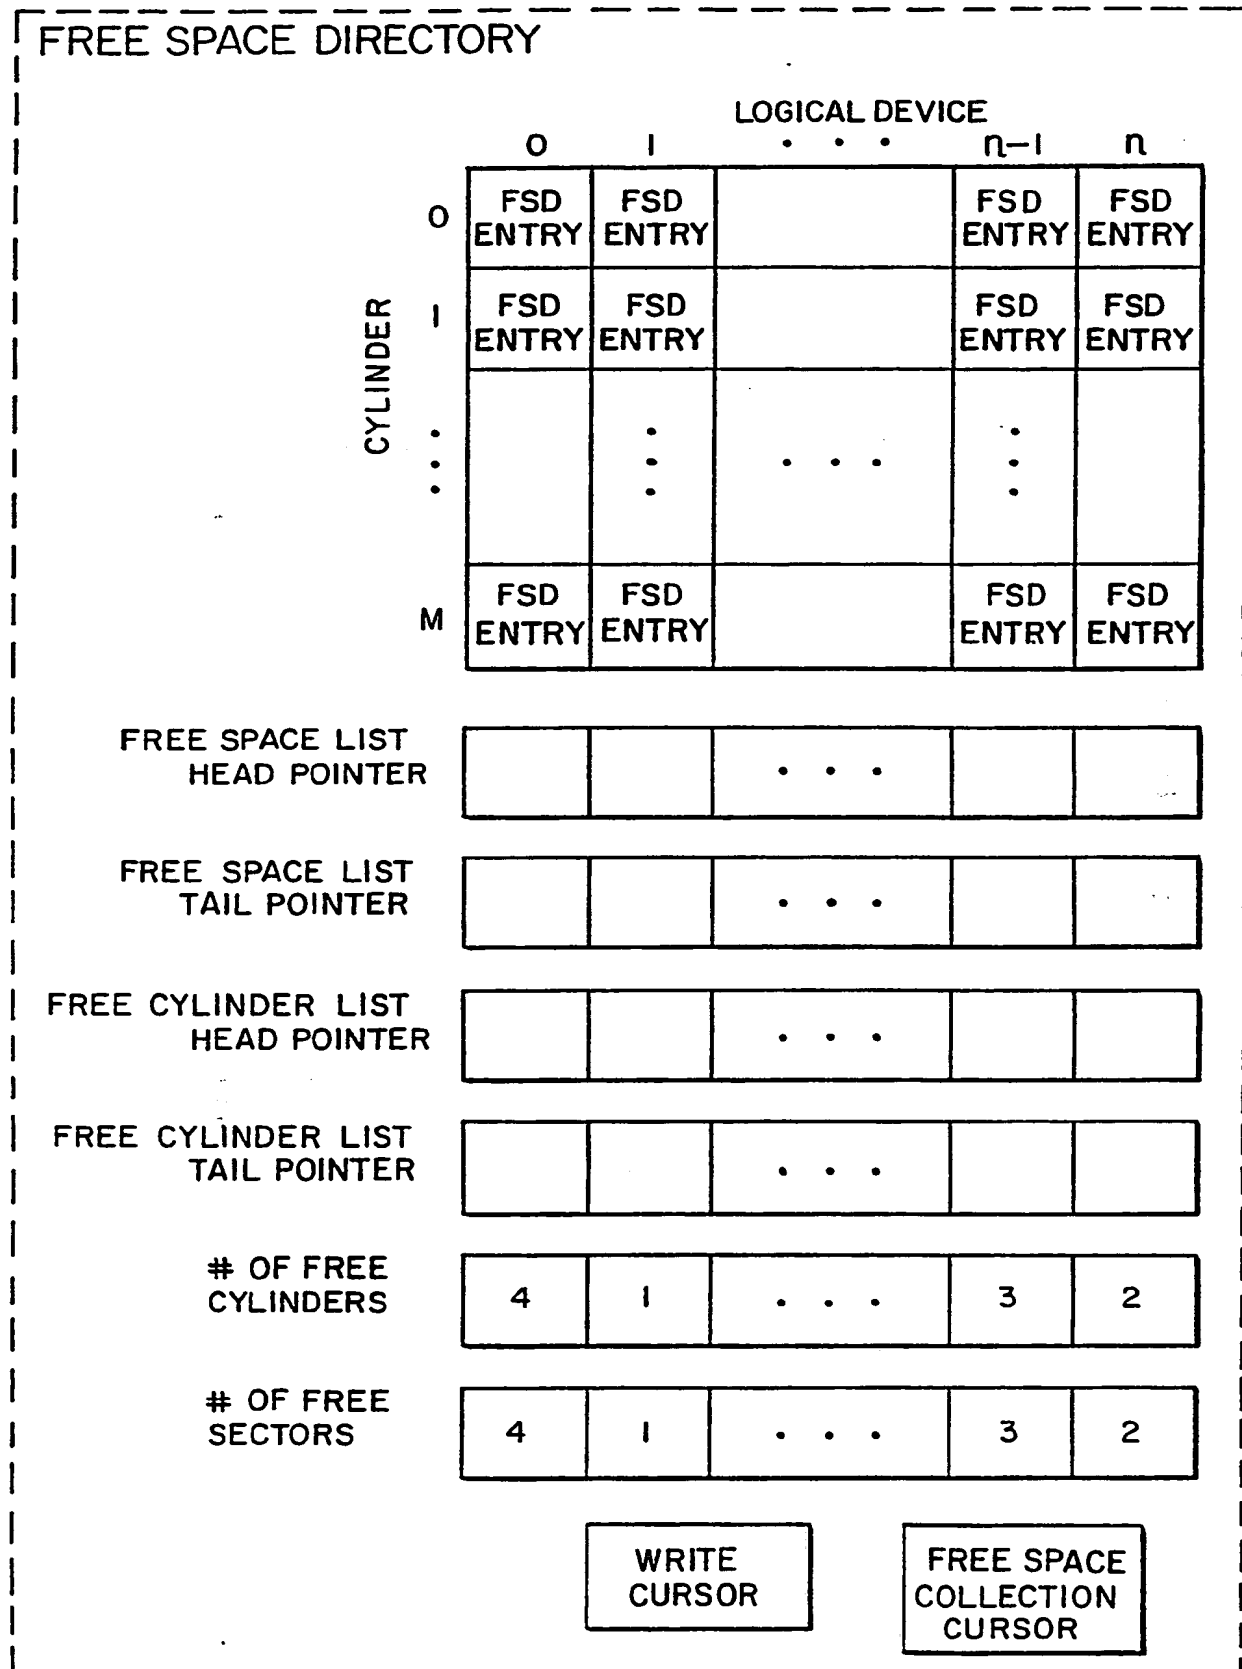 FREE SPACE DIRECTORY
LOGICAL DEVICE
0 1 • • • n-1 n
0 FSD FSD FSD FSD
ENTRY ENTRY ENTRY ENTRY
CYLINDER
1 FSD FSD FSD FSD
ENTRY ENTRY ENTRY ENTRY
• • •
M FSD FSD FSD FSD
ENTRY ENTRY ENTRY ENTRY
FREE SPACE LIST
HEAD POINTER • • •
FREE SPACE LIST
TAIL POINTER • • •
FREE CYLINDER LIST
HEAD POINTER • • •
FREE CYLINDER LIST
TAIL POINTER • • •
# OF FREE
CYLINDERS 4 1 • • • 3 2
# OF FREE
SECTORS 4 1 • • • 3 2
WRITE
CURSOR
FREE SPACE
COLLECTION
CURSOR